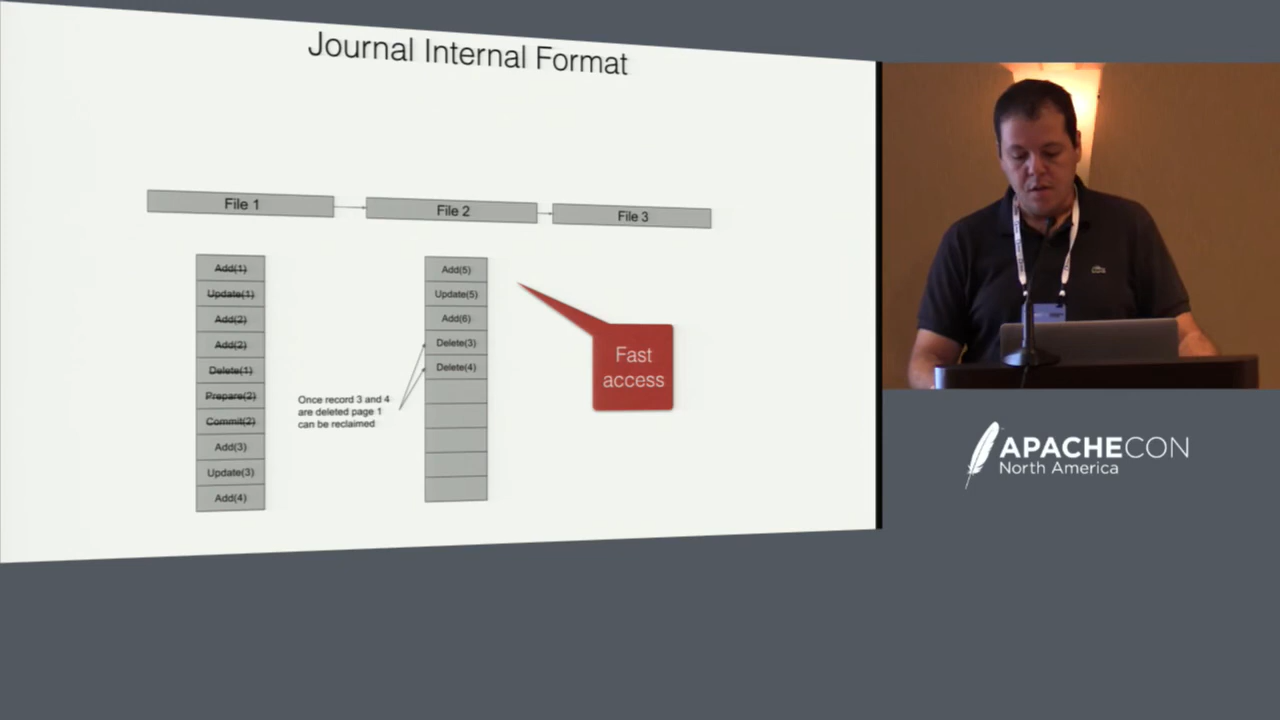 Journal Internal Format
File 1
File 2
File 3
Add(1)
Update(1)
Add(2)
Add(2)
Delete(1)
Prepare(2)
Commit(2)
Add(3)
Update(3)
Add(4)
Once record 3 and 4
are deleted page 1
can be reclaimed
Add(5)
Update(5)
Add(6)
Delete(3)
Delete(4)
Fast
access
APACHECON
North America